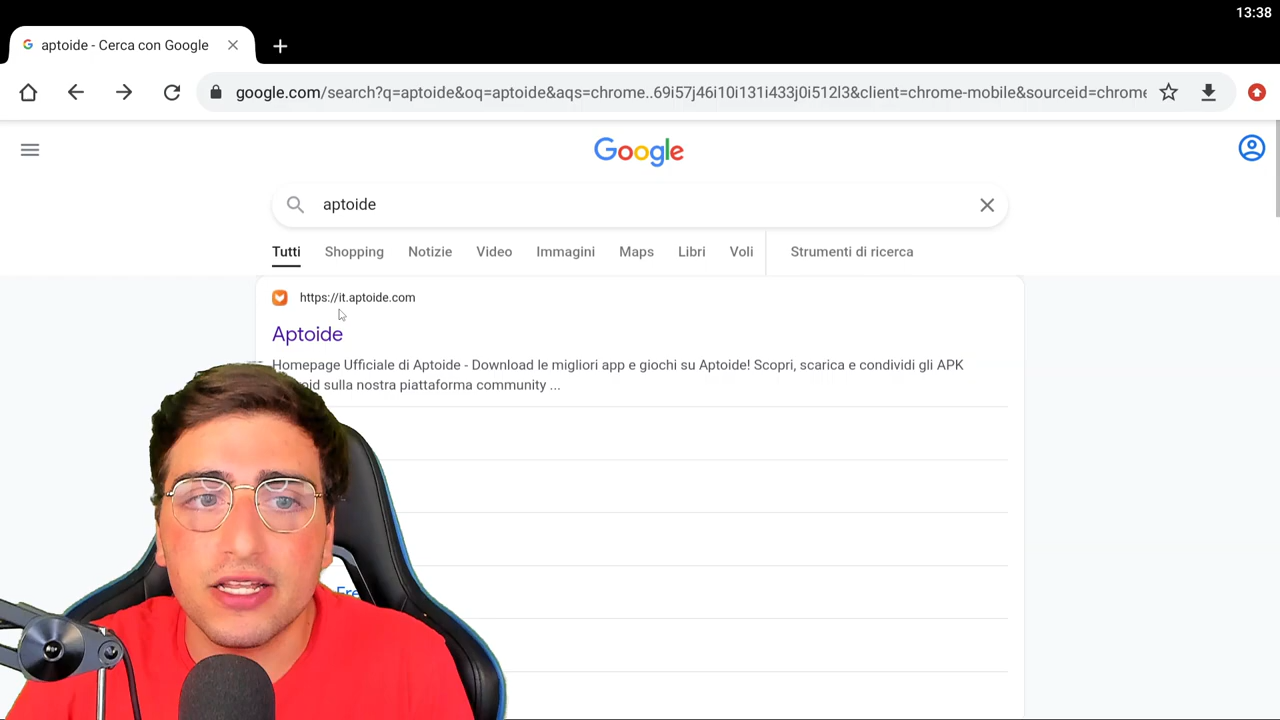 13:38
aptoide - Cerca con Google
google.com/search?q=aptoide&oq=aptoide&aqs=chrome..69i57j46i10i131i433j0i512l3&client=chrome-mobile&sourceid=chrome
Google
aptoide
Tutti Shopping Notizie Video Immagini Maps Libri Voli Strumenti di ricerca
https://it.aptoide.com
Aptoide
Homepage Ufficiale di Aptoide - Download le migliori app e giochi su Aptoide! Scopri, scarica e condividi gli APK
sulla nostra piattaforma community ...